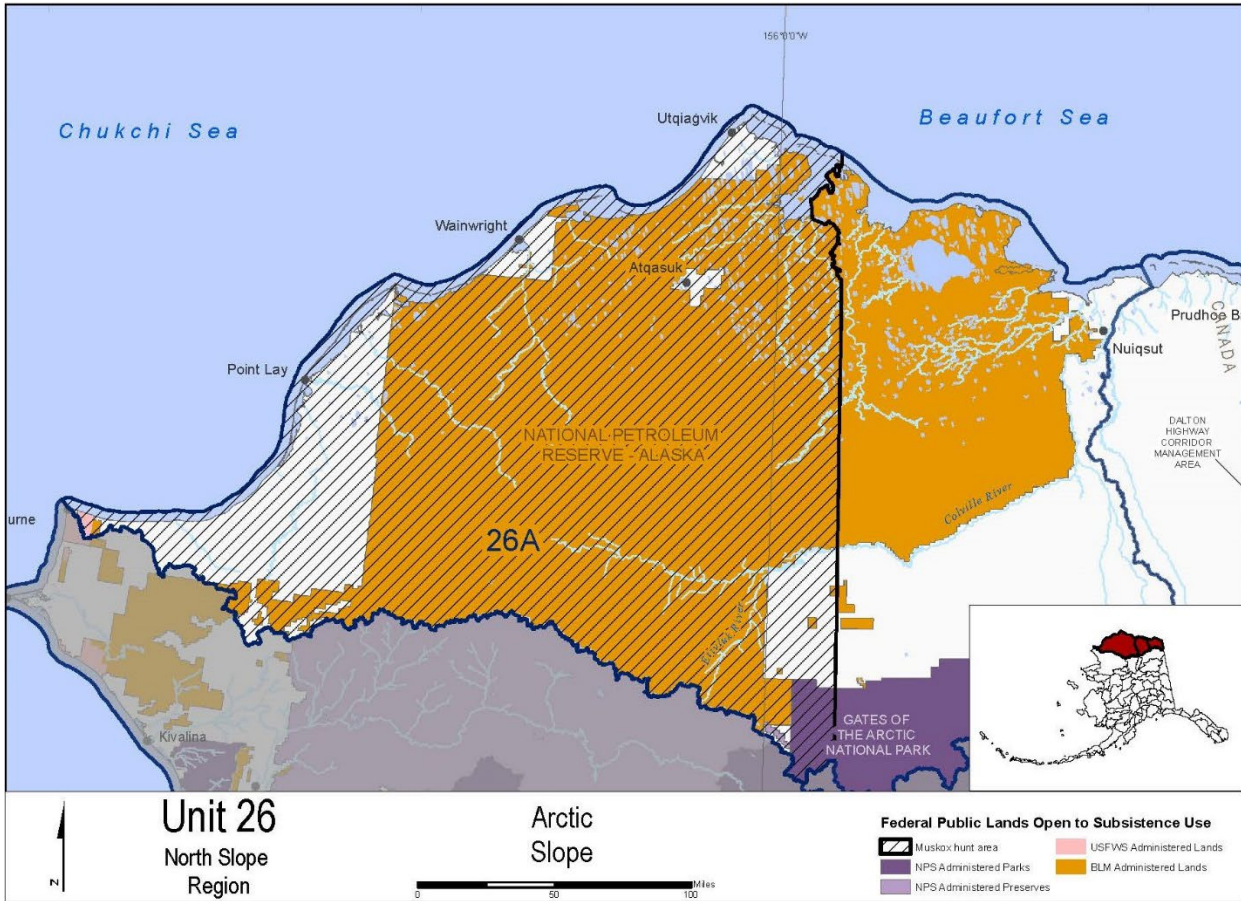 156°0'0"W
Chukchi Sea
Beaufort Sea
Utqiaġvik
Wainwright
Atqasuk
Prudhoe B
CANADA
Nuiqsut
Point Lay
DALTON
HIGHWAY
CORRIDOR
MANAGEMENT
AREA
NATIONAL PETROLEUM
RESERVE - ALASKA
Colville River
urne
26A
Etivluk River
Kivalina
GATES OF
THE ARCTIC
NATIONAL PARK
Unit 26
North Slope
Region
N
Arctic
Slope
Miles
0 50 100
Federal Public Lands Open to Subsistence Use
Muskox hunt area
NPS Administered Parks
NPS Administered Preserves
USFWS Administered Lands
BLM Administered Lands